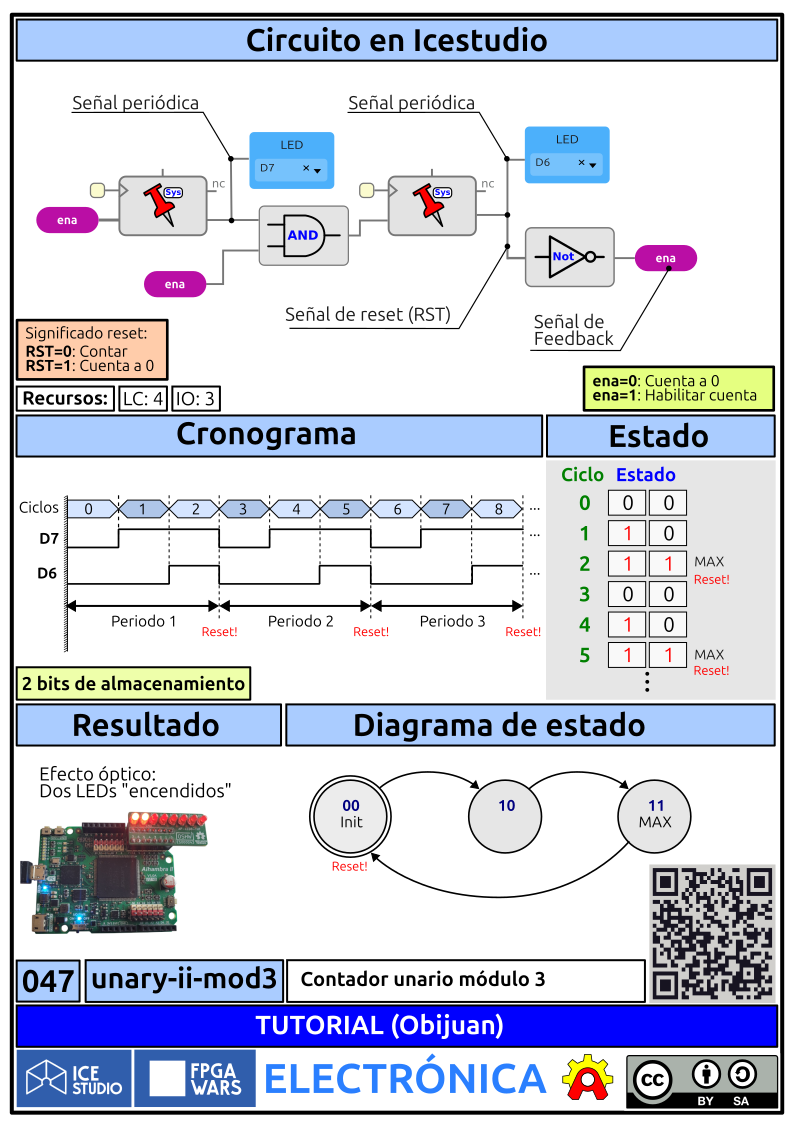 Circuito en Icestudio
Señal periódica
Señal periódica
LED
D7
LED
D6
Sys
nc
Sys
nc
ena
AND
Not
ena
ena
Señal de reset (RST)
Señal de
Feedback
Significado reset:
RST=0: Contar
RST=1: Cuenta a 0
ena=0: Cuenta a 0
ena=1: Habilitar cuenta
Recursos: LC: 4 IO: 3
Cronograma
Estado
Ciclos 0 1 2 3 4 5 6 7 8 ...
D7 ...
D6 ...
Periodo 1 Periodo 2 Periodo 3
Reset! Reset! Reset!
2 bits de almacenamiento
Ciclo Estado
0 0 0
1 1 0
2 1 1 MAX
Reset!
3 0 0
4 1 0
5 1 1 MAX
Reset!
Resultado
Diagrama de estado
Efecto óptico:
Dos LEDs "encendidos"
Alhambra II
00
Init
10
11
MAX
Reset!
047
unary-ii-mod3
Contador unario módulo 3
TUTORIAL (Obijuan)
ICE
STUDIO
FPGA
WARS
ELECTRÓNICA
CC
BY SA